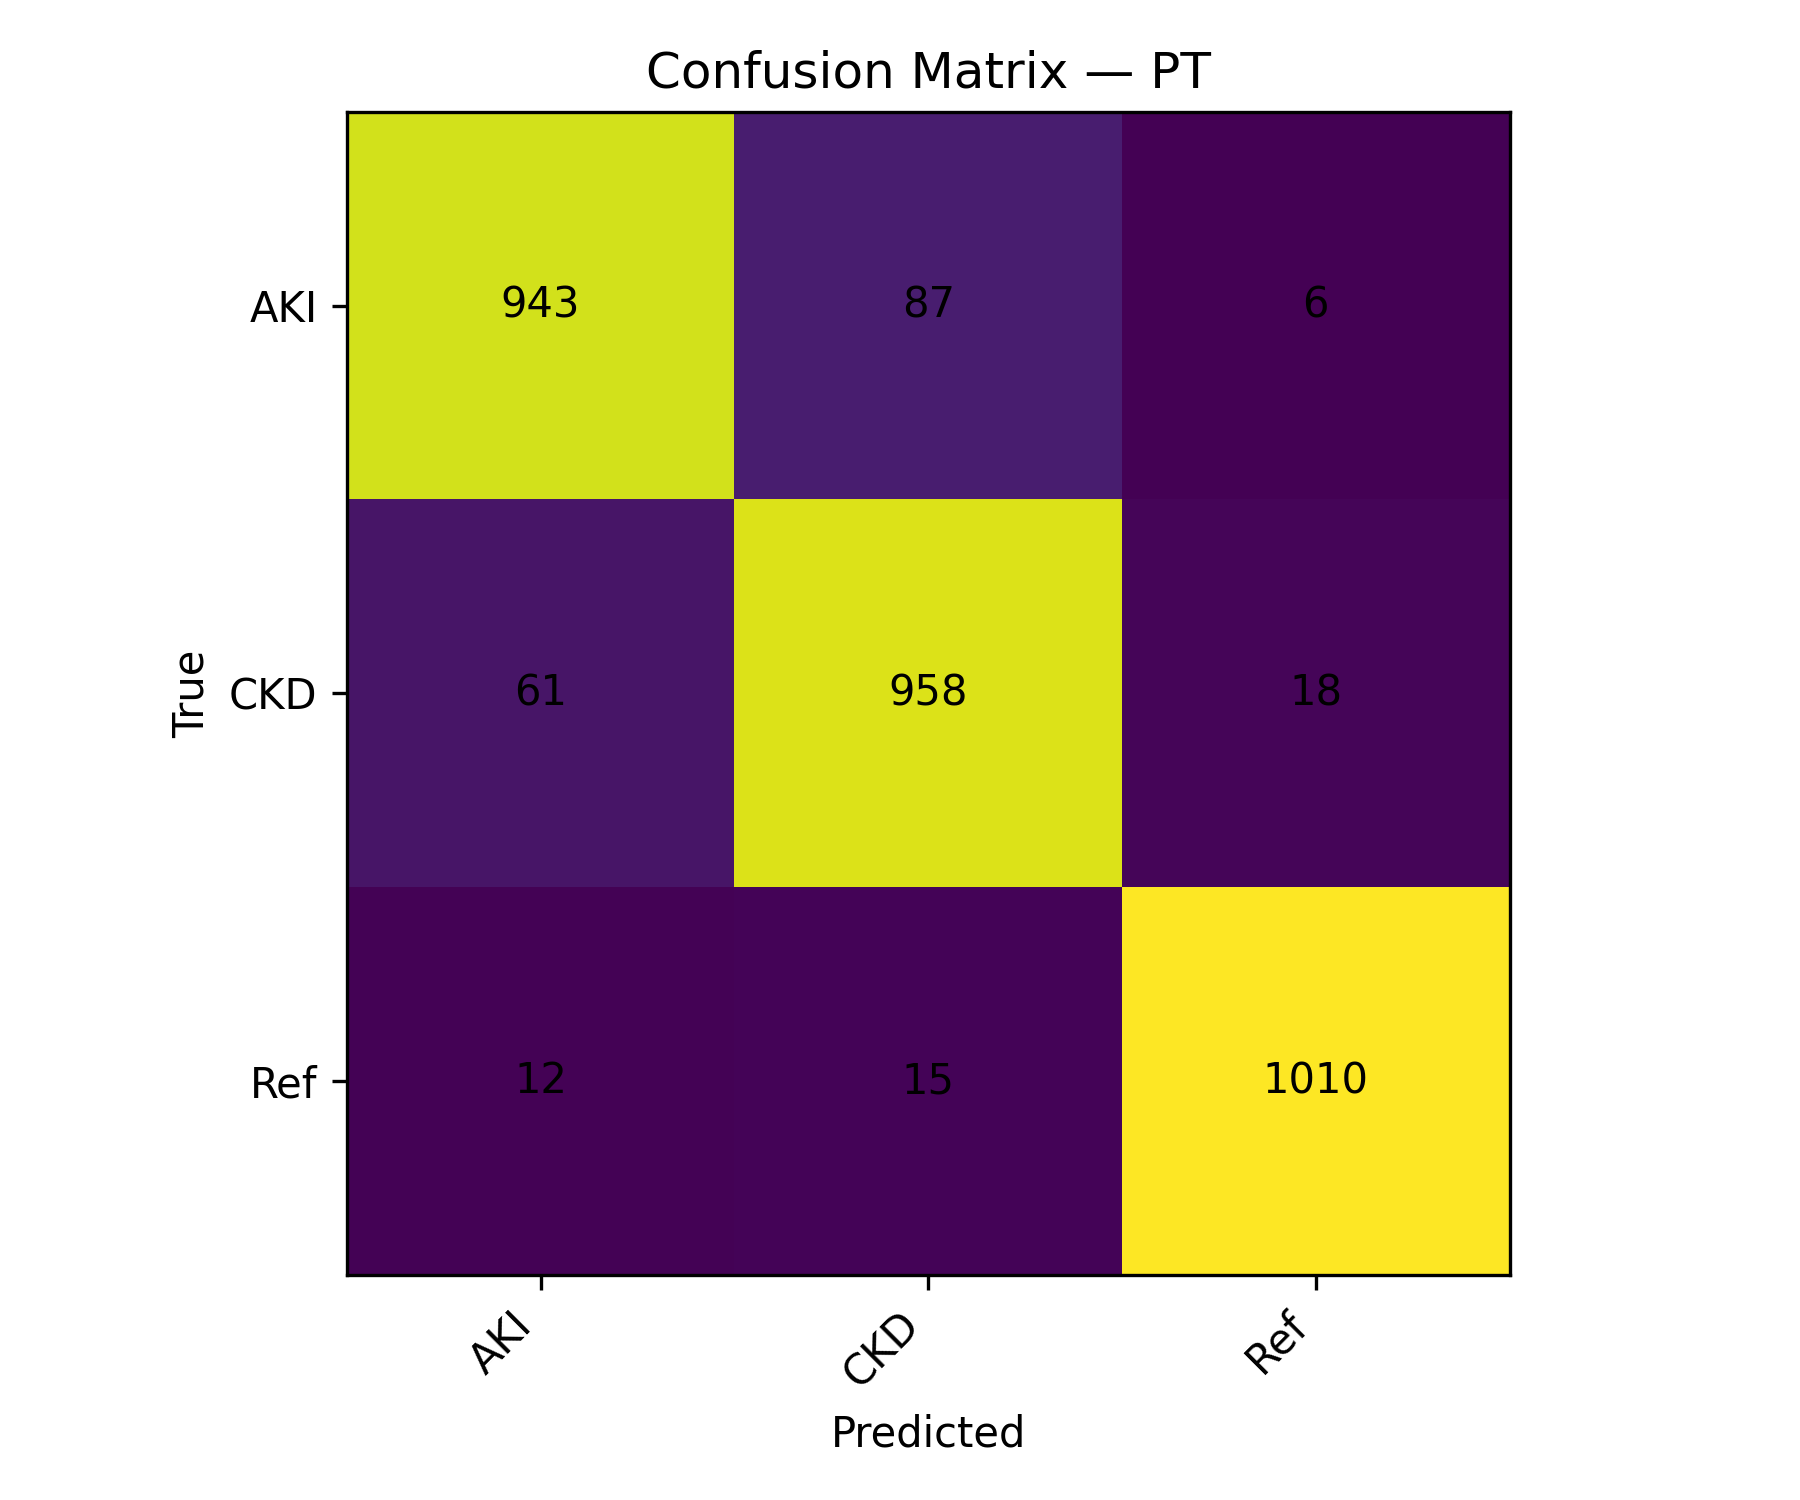 Confusion Matrix — PT
AKI 943 87 6
CKD 61 958 18
Ref 12 15 1010
True
AKI CKD Ref
Predicted